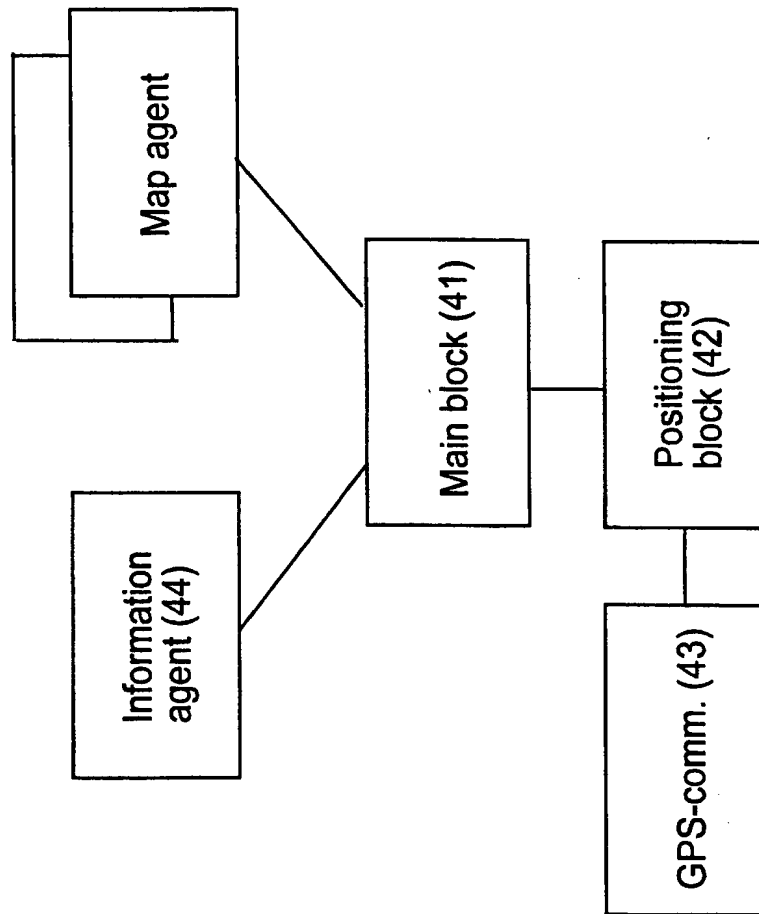 Map agent
Information
agent (44)
Main block (41)
Positioning
block (42)
GPS-comm. (43)